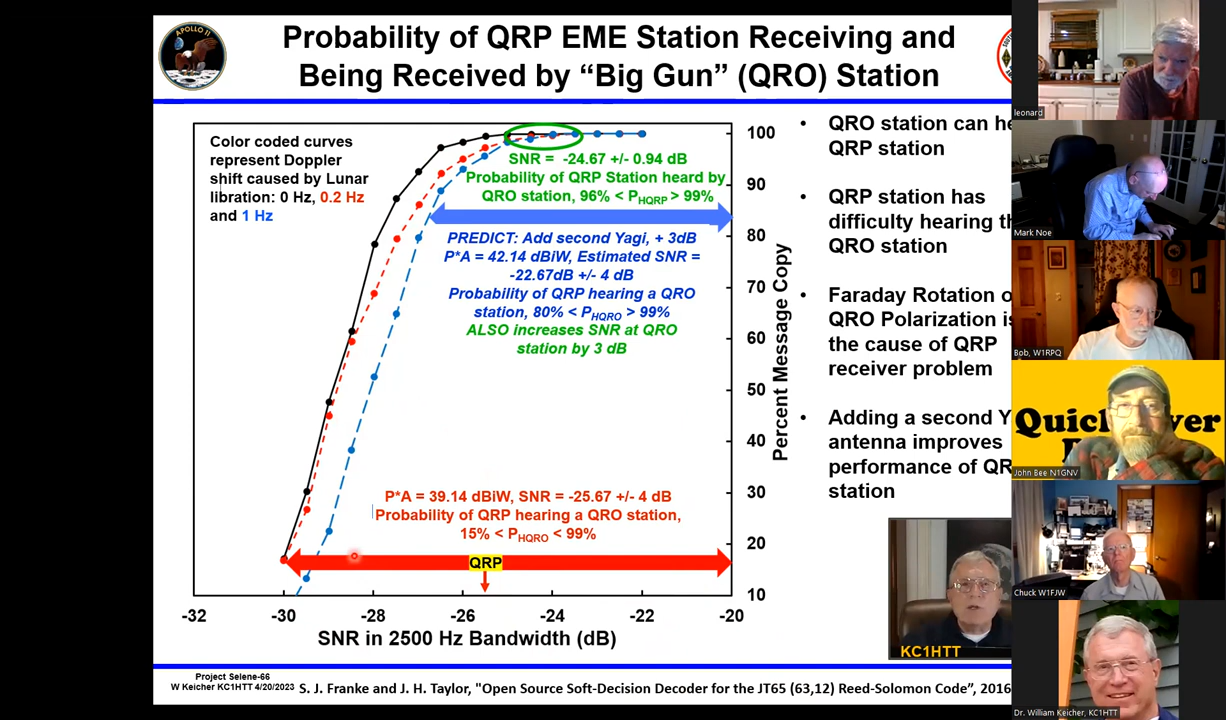 APOLLO 11
Probability of QRP EME Station Receiving and
Being Received by “Big Gun” (QRO) Station
Color coded curves
represent Doppler
shift caused by Lunar
libration: 0 Hz, 0.2 Hz
and 1 Hz
SNR = -24.67 +/- 0.94 dB
Probability of QRP Station heard by
QRO station, 96% < PHQRP > 99%
PREDICT: Add second Yagi, + 3dB
P*A = 42.14 dBiW, Estimated SNR =
-22.67dB +/- 4 dB
Probability of QRP hearing a QRO
station, 80% < PHQRO > 99%
ALSO increases SNR at QRO
station by 3 dB
P*A = 39.14 dBiW, SNR = -25.67 +/- 4 dB
Probability of QRP hearing a QRO station,
15% < PHQRO < 99%
QRP
100
90
80
70
60
50
40
30
20
10
Percent Message Copy
-32 -30 -28 -26 -24 -22 -20
SNR in 2500 Hz Bandwidth (dB)
• QRO station can he
QRP station
• QRP station has
difficulty hearing th
QRO station
• Faraday Rotation o
QRO Polarization is
the cause of QRP
receiver problem
• Adding a second Y
antenna improves
performance of QR
station
KC1HTT
Project Selene-66
W Keicher KC1HTT 4/20/2023
S. J. Franke and J. H. Taylor, "Open Source Soft-Decision Decoder for the JT65 (63,12) Reed-Solomon Code”, 2016
leonard
Mark Noe
Bob, W1RPQ
Quick
ver
John Bee N1GNV
Chuck W1FJW
Dr. William Keicher, KC1HTT